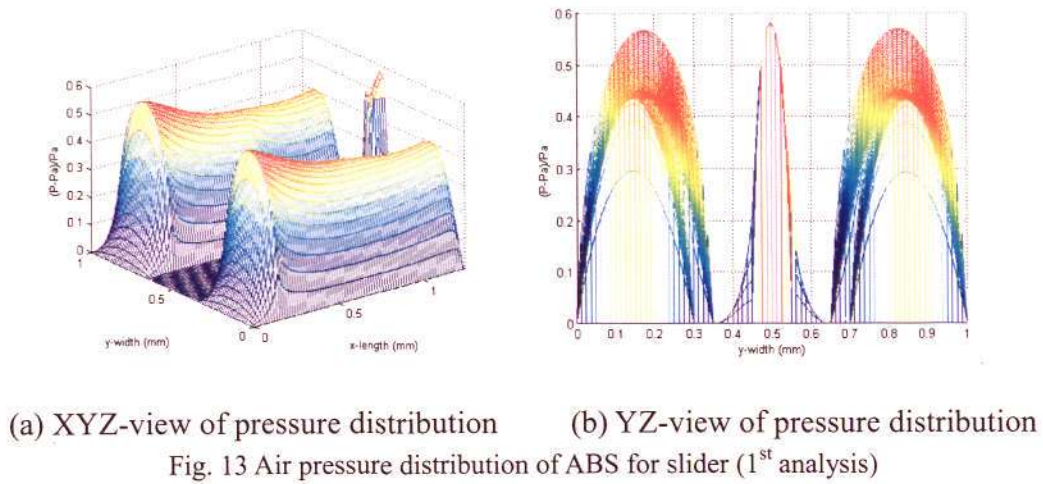 0.6
0.5
0.4
0.3
0.2
0.1
0
(P-Pa)/Pa
1
0.5
0
y-width (mm)
0
0.5
1
x-length (mm)
0.6
0.5
0.4
0.3
0.2
0.1
0
(P-Pa)/Pa
0 0.1 0.2 0.3 0.4 0.5 0.6 0.7 0.8 0.9 1
y-width (mm)
(a) XYZ-view of pressure distribution (b) YZ-view of pressure distribution
Fig. 13 Air pressure distribution of ABS for slider (1st analysis)